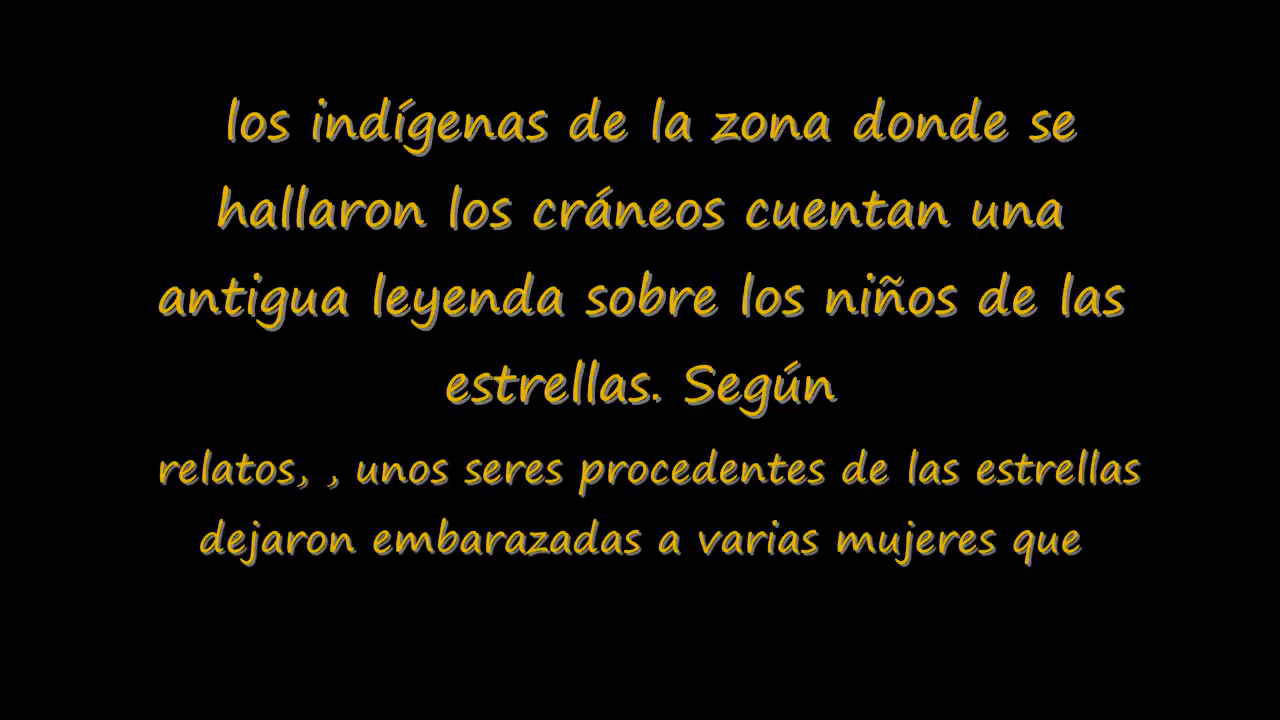 los indígenas de la zona donde se
hallaron los cráneos cuentan una
antigua leyenda sobre los niños de las
estrellas. Según
relatos, , unos seres procedentes de las estrellas
dejaron embarazadas a varias mujeres que